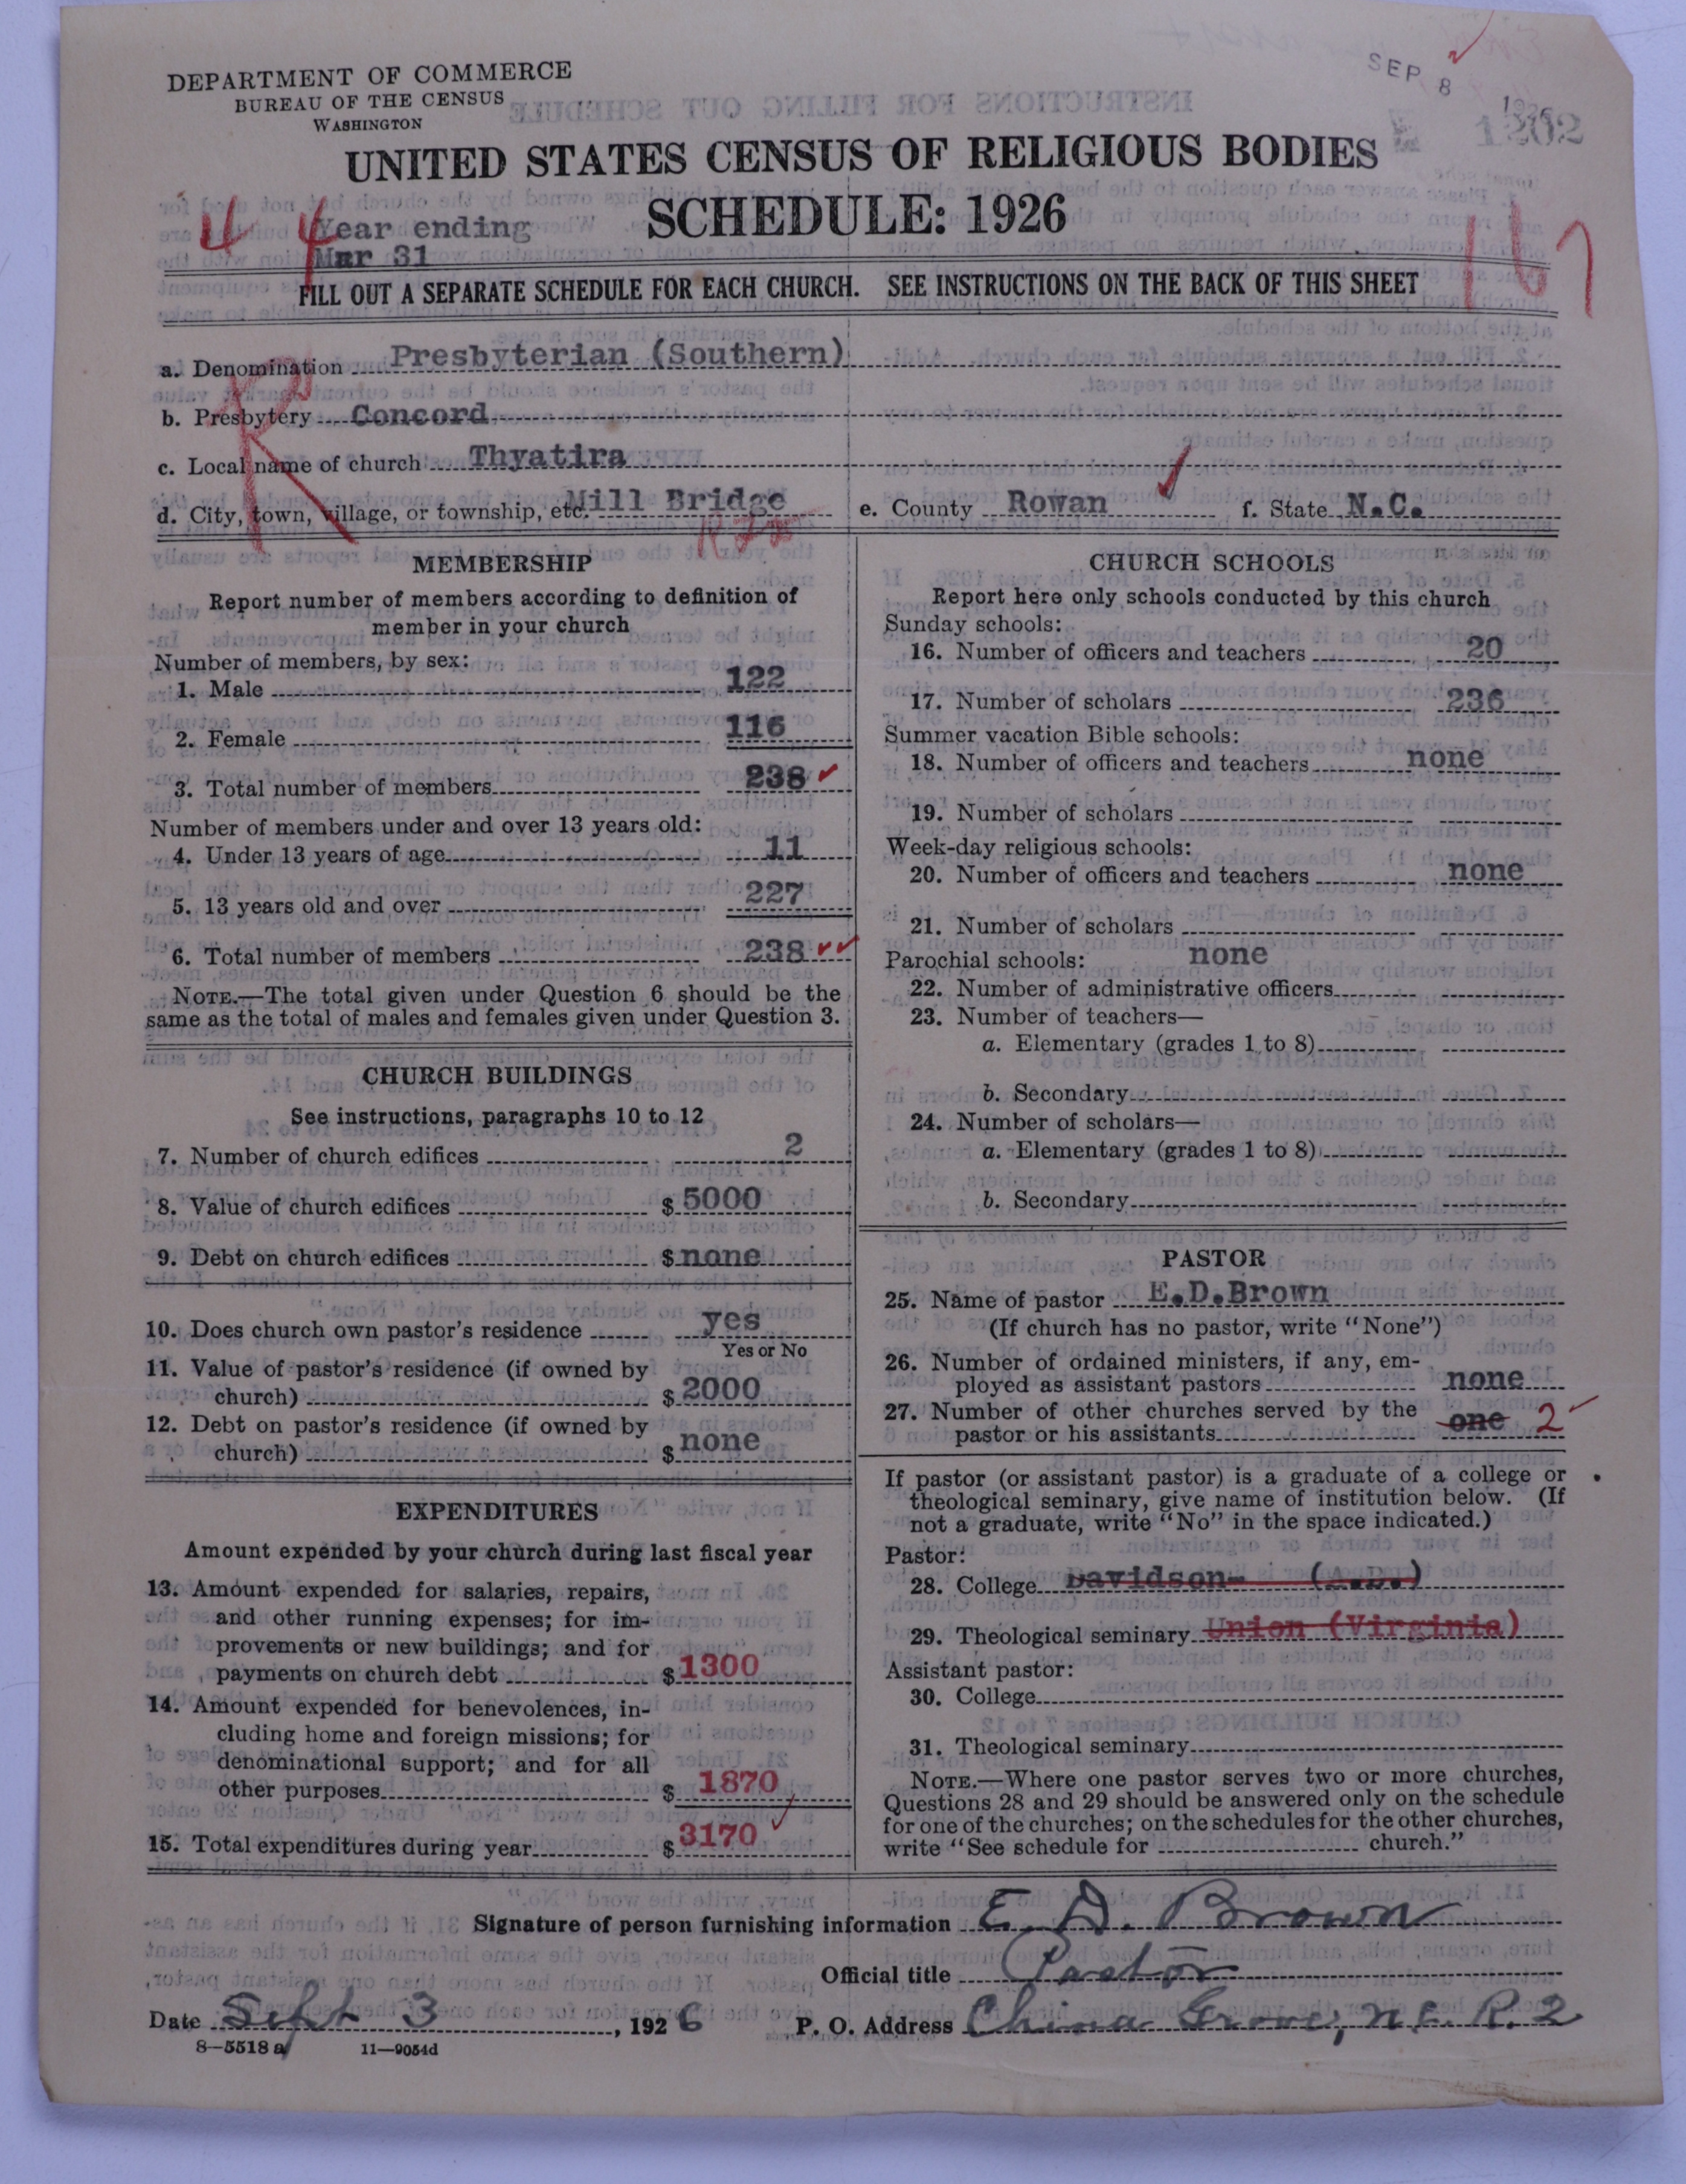 SEP 8 1926
DEPARTMENT OF COMMERCE
BUREAU OF THE CENSUS
WASHINGTON
1202
UNITED STATES CENSUS OF RELIGIOUS BODIES
SCHEDULE: 1926
4 4
Year ending
Mar 31
167
FILL OUT A SEPARATE SCHEDULE FOR EACH CHURCH. SEE INSTRUCTIONS ON THE BACK OF THIS SHEET
a. Denomination Presbyterian (Southern)
b. Presbytery Concord
c. Local name of church Thyatira
d. City, town, village, or township, etc. Mill Bridge e. County Rowan f. State N.C.
R
MEMBERSHIP
Report number of members according to definition of
member in your church
Number of members, by sex:
1. Male 122
2. Female 116
3. Total number of members 238
Number of members under and over 13 years old:
4. Under 13 years of age 11
5. 13 years old and over 227
6. Total number of members 238
NOTE.—The total given under Question 6 should be the
same as the total of males and females given under Question 3.
CHURCH BUILDINGS
See instructions, paragraphs 10 to 12
7. Number of church edifices 2
8. Value of church edifices $ 5000
9. Debt on church edifices $ none
10. Does church own pastor's residence yes
Yes or No
11. Value of pastor's residence (if owned by
church) $ 2000
12. Debt on pastor's residence (if owned by
church) $ none
EXPENDITURES
Amount expended by your church during last fiscal year
13. Amount expended for salaries, repairs,
and other running expenses; for im-
provements or new buildings; and for
payments on church debt $ 1300
14. Amount expended for benevolences, in-
cluding home and foreign missions; for
denominational support; and for all
other purposes $ 1870
15. Total expenditures during year $ 3170
CHURCH SCHOOLS
Report here only schools conducted by this church
Sunday schools:
16. Number of officers and teachers 20
17. Number of scholars 236
Summer vacation Bible schools:
18. Number of officers and teachers none
19. Number of scholars
Week-day religious schools:
20. Number of officers and teachers none
21. Number of scholars
Parochial schools: none
22. Number of administrative officers
23. Number of teachers—
a. Elementary (grades 1 to 8)
b. Secondary
24. Number of scholars—
a. Elementary (grades 1 to 8)
b. Secondary
PASTOR
25. Name of pastor E.D.Brown
(If church has no pastor, write "None")
26. Number of ordained ministers, if any, em-
ployed as assistant pastors none
27. Number of other churches served by the
pastor or his assistants one 2
If pastor (or assistant pastor) is a graduate of a college or
theological seminary, give name of institution below. (If
not a graduate, write "No" in the space indicated.)
Pastor:
28. College Davidson- (A.B.)
29. Theological seminary Union (Virginia)
Assistant pastor:
30. College
31. Theological seminary
NOTE.—Where one pastor serves two or more churches,
Questions 28 and 29 should be answered only on the schedule
for one of the churches; on the schedules for the other churches,
write "See schedule for church."
Signature of person furnishing information E. D. Brown
Official title Pastor
Date Sept 3, 1926 P. O. Address China Grove, N.C. R.2
8—5518 a 11—9054d